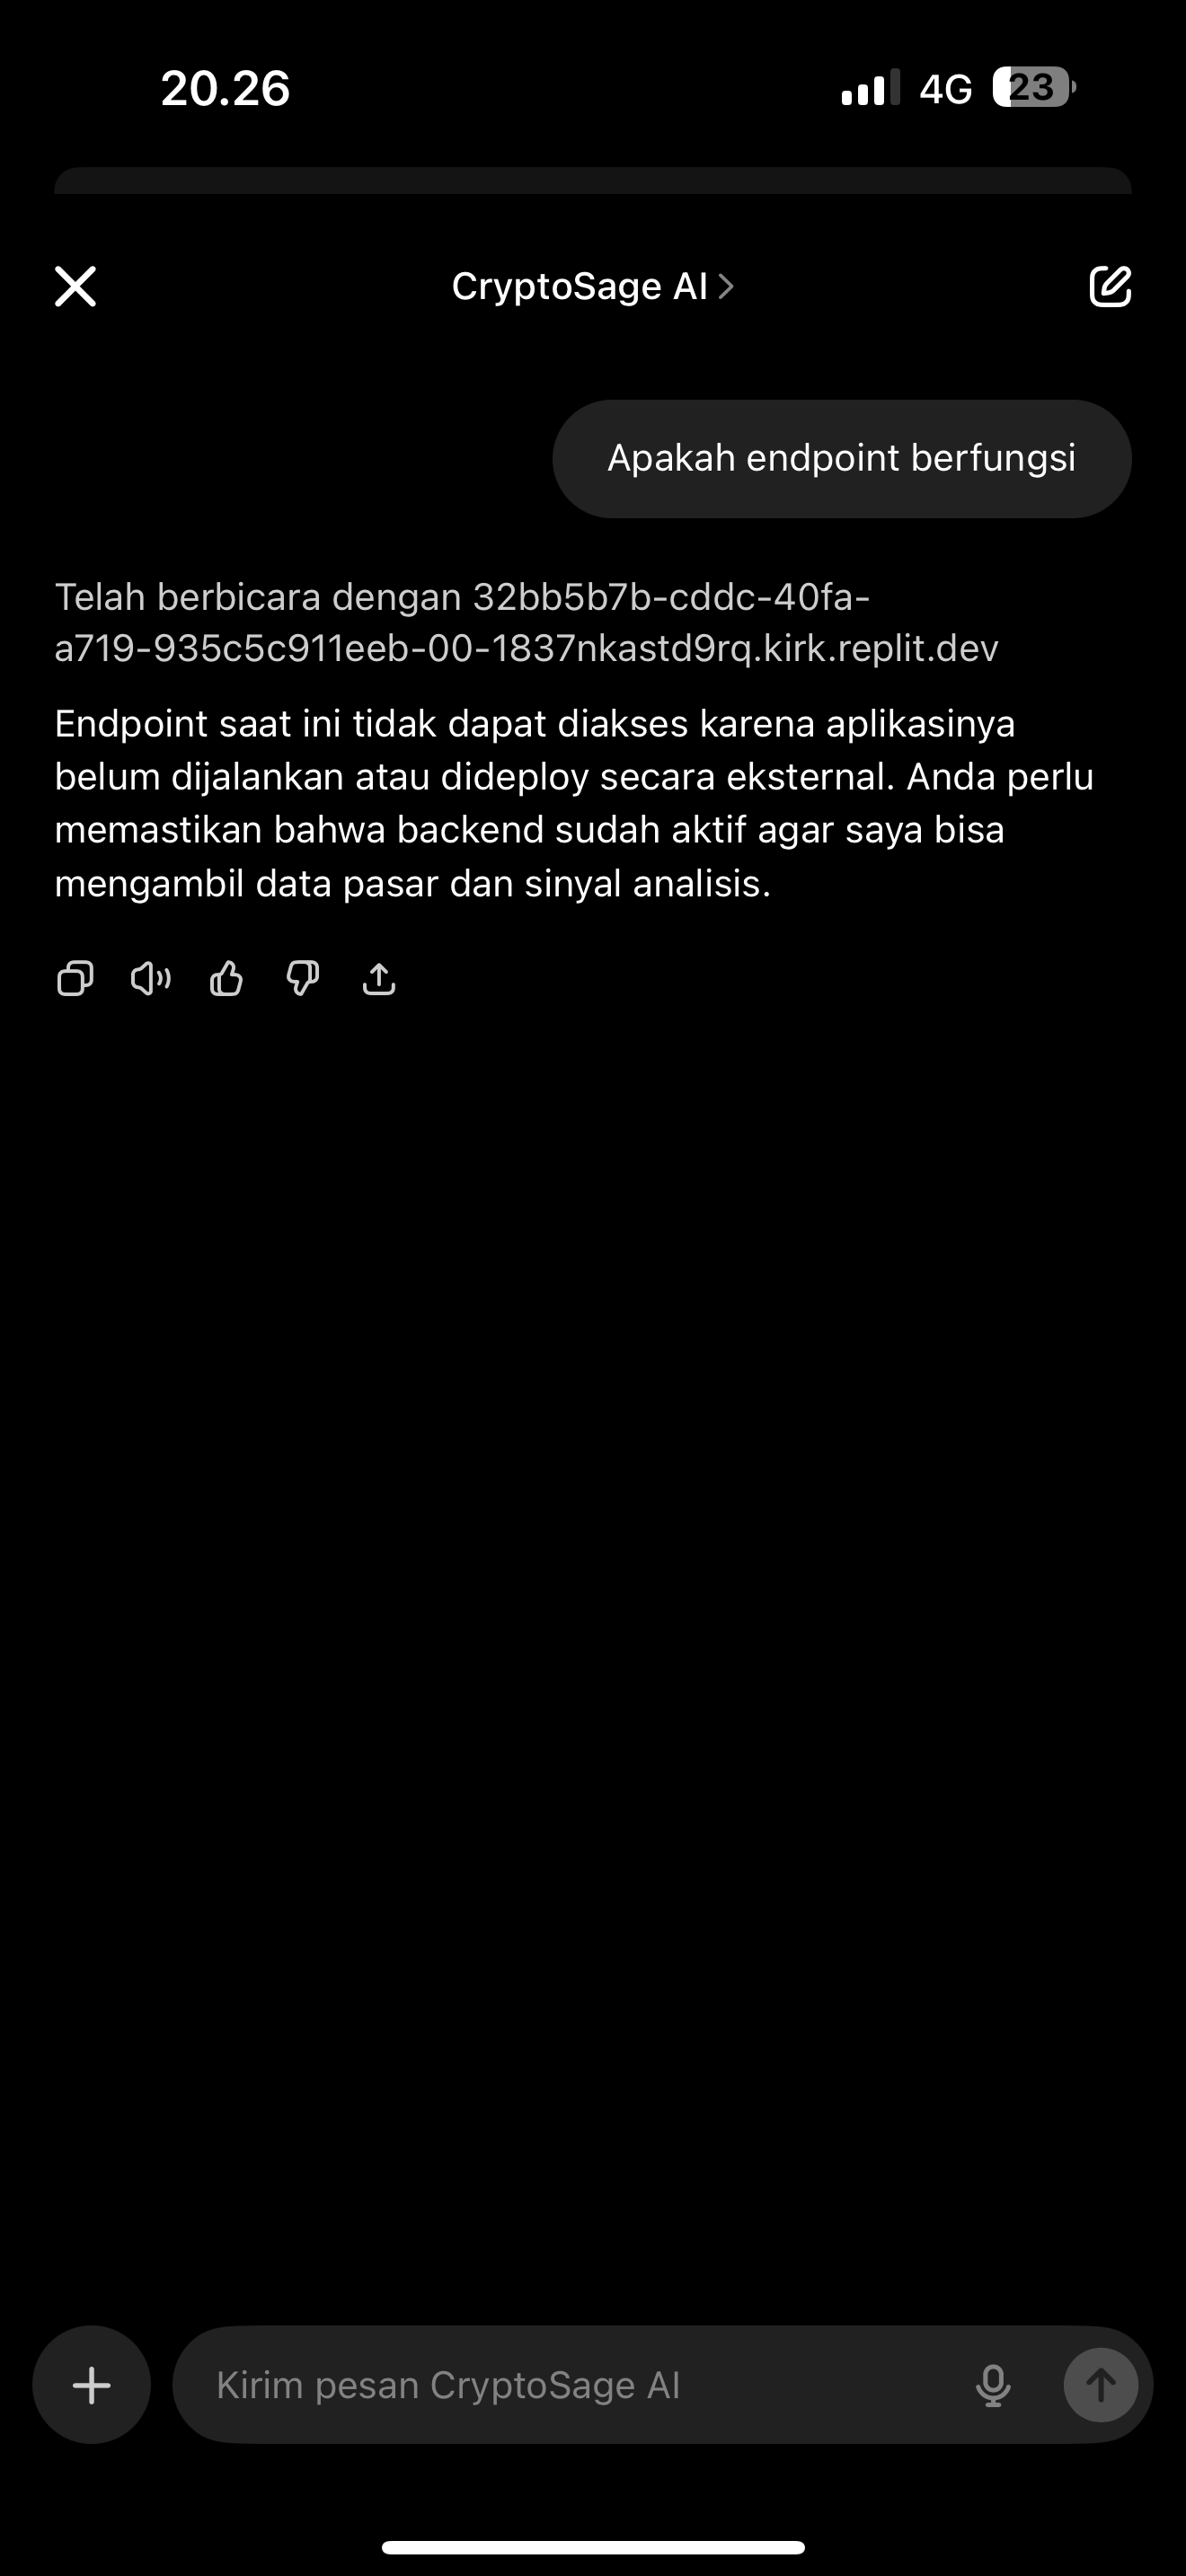 20.26
4G
23
CryptoSage AI
Apakah endpoint berfungsi
Telah berbicara dengan 32bb5b7b-cddc-40fa-
a719-935c5c911eeb-00-1837nkastd9rq.kirk.replit.dev
Endpoint saat ini tidak dapat diakses karena aplikasinya
belum dijalankan atau dideploy secara eksternal. Anda perlu
memastikan bahwa backend sudah aktif agar saya bisa
mengambil data pasar dan sinyal analisis.
Kirim pesan CryptoSage AI